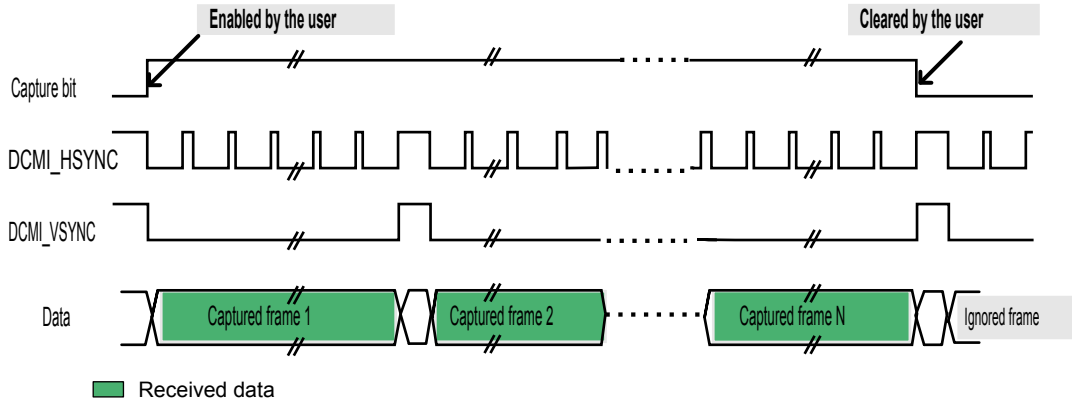 Enabled by the user
Cleared by the user
Capture bit
DCMI_HSYNC
DCMI_VSYNC
Data
Captured frame 1
Captured frame 2
Captured frame N
Ignored frame
Received data